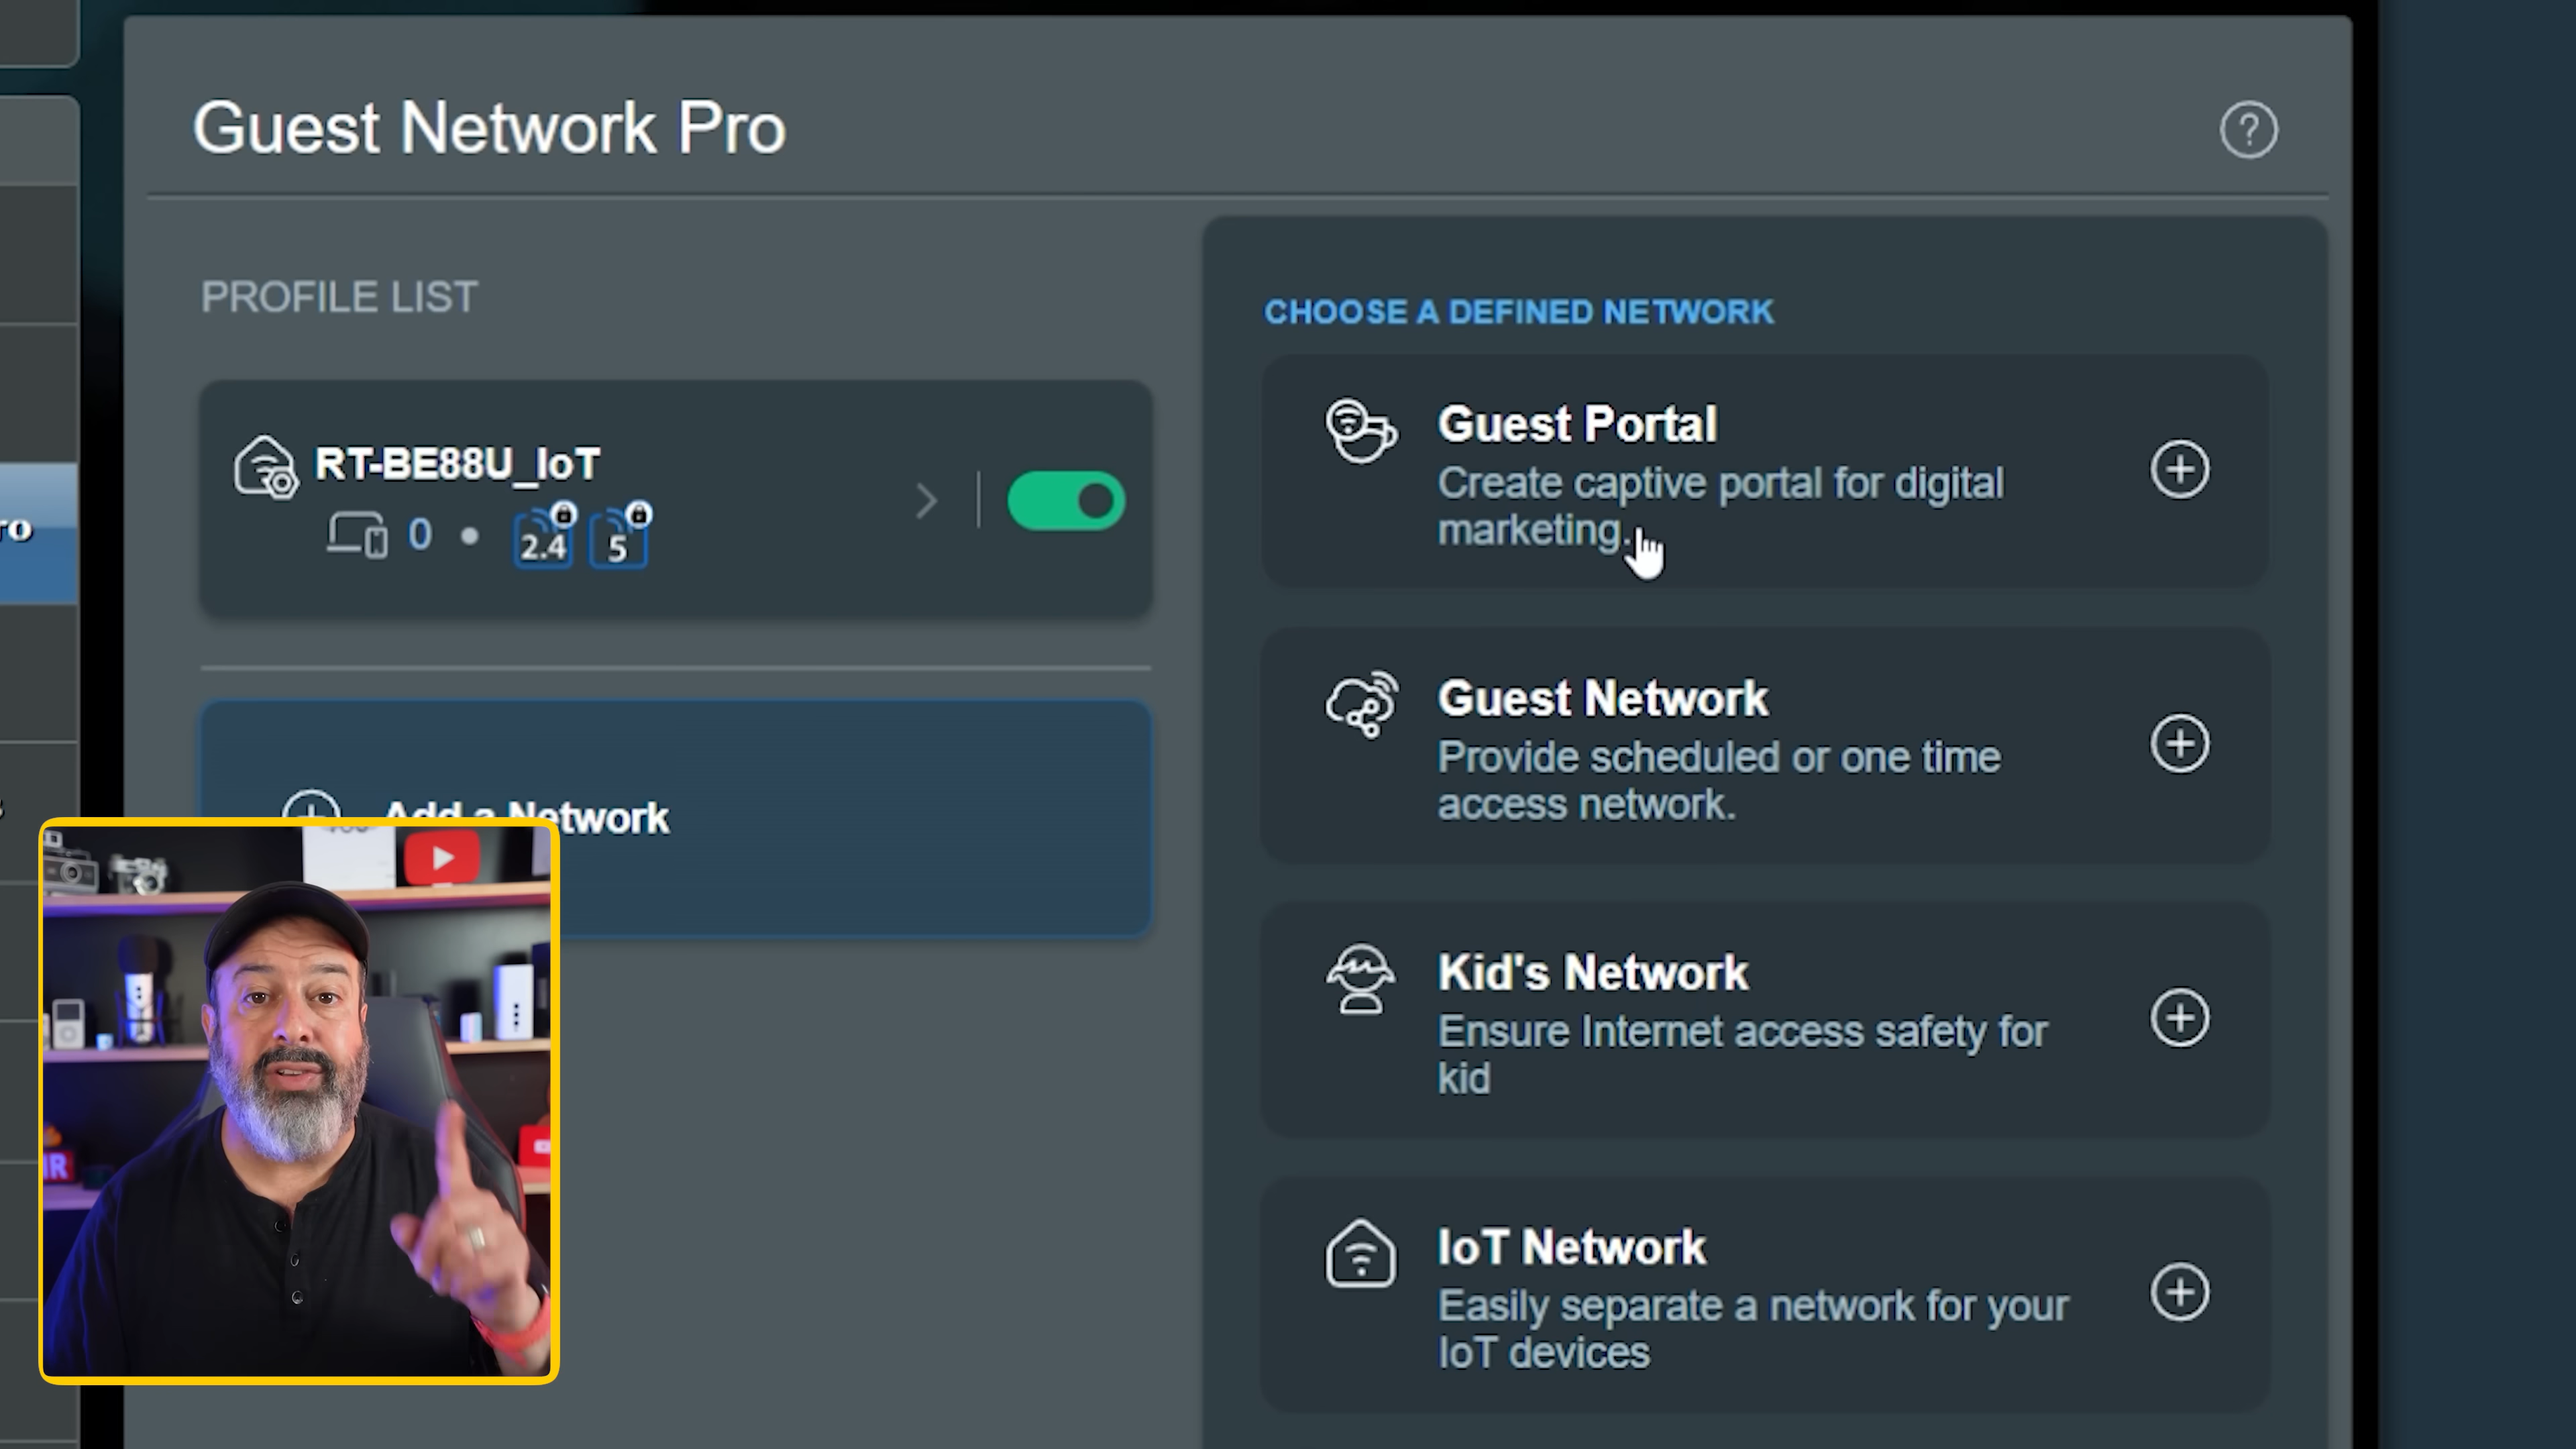 Guest Network Pro
?
PROFILE LIST
RT-BE88U_IoT
0
2.4
5
Add a Network
CHOOSE A DEFINED NETWORK
Guest Portal
Create captive portal for digital
marketing.
Guest Network
Provide scheduled or one time
access network.
Kid's Network
Ensure Internet access safety for
kid
IoT Network
Easily separate a network for your
IoT devices
ro